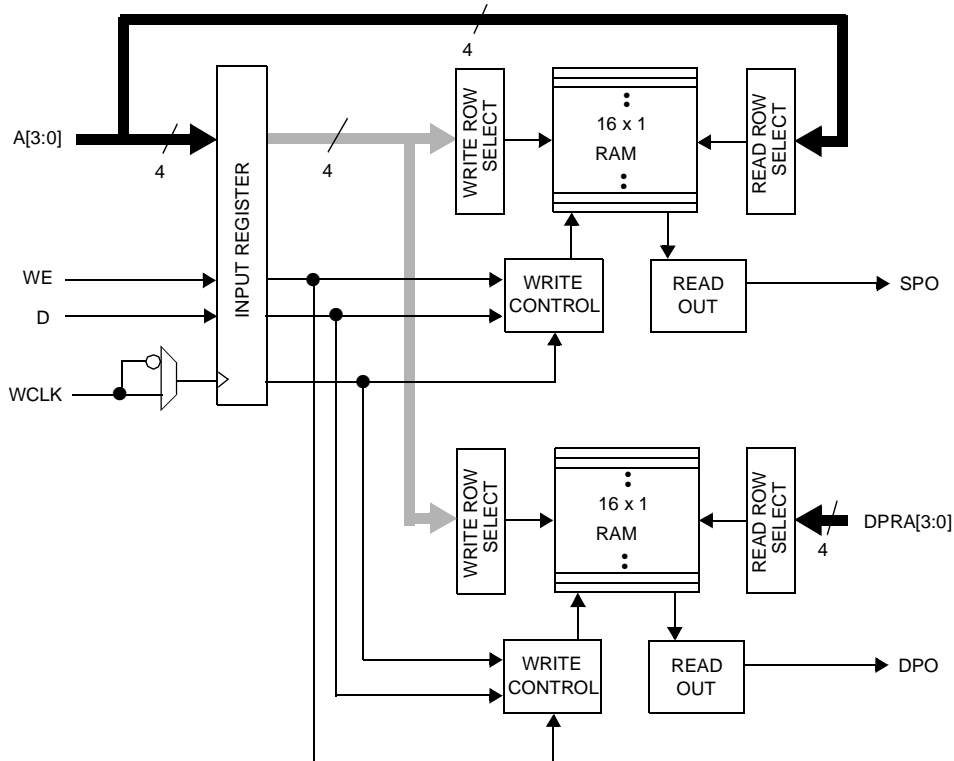 4
A[3:0]
4
INPUT REGISTER
4
WRITE ROW
SELECT
16 x 1
RAM
READ ROW
SELECT
WE
D
WCLK
WRITE
CONTROL
READ
OUT
SPO
WRITE ROW
SELECT
16 x 1
RAM
READ ROW
SELECT
4
DPRA[3:0]
WRITE
CONTROL
READ
OUT
DPO